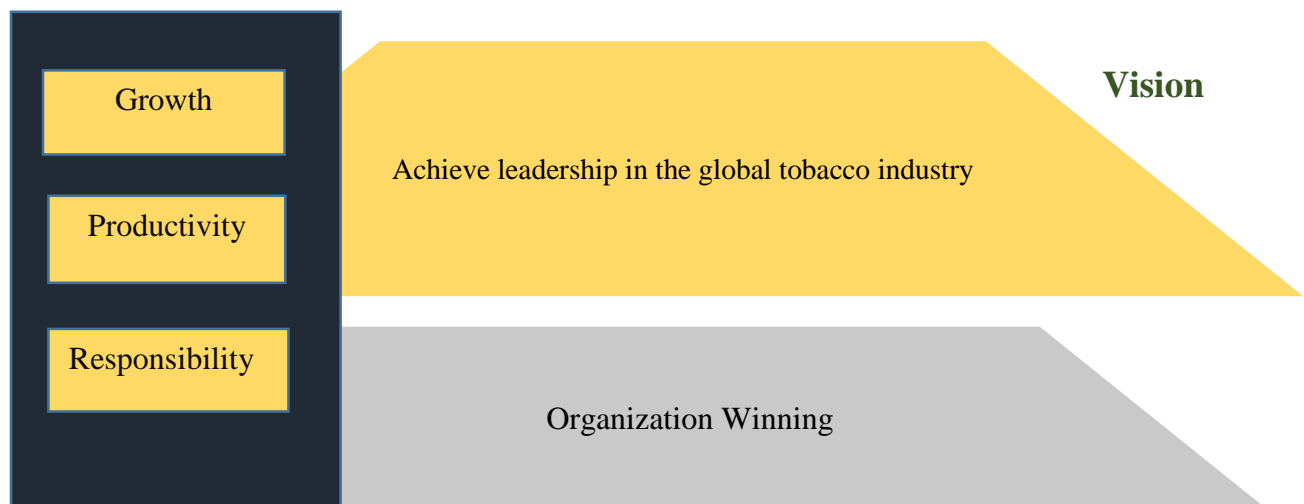 Growth
Productivity
Responsibility
Vision
Achieve leadership in the global tobacco industry
Organization Winning